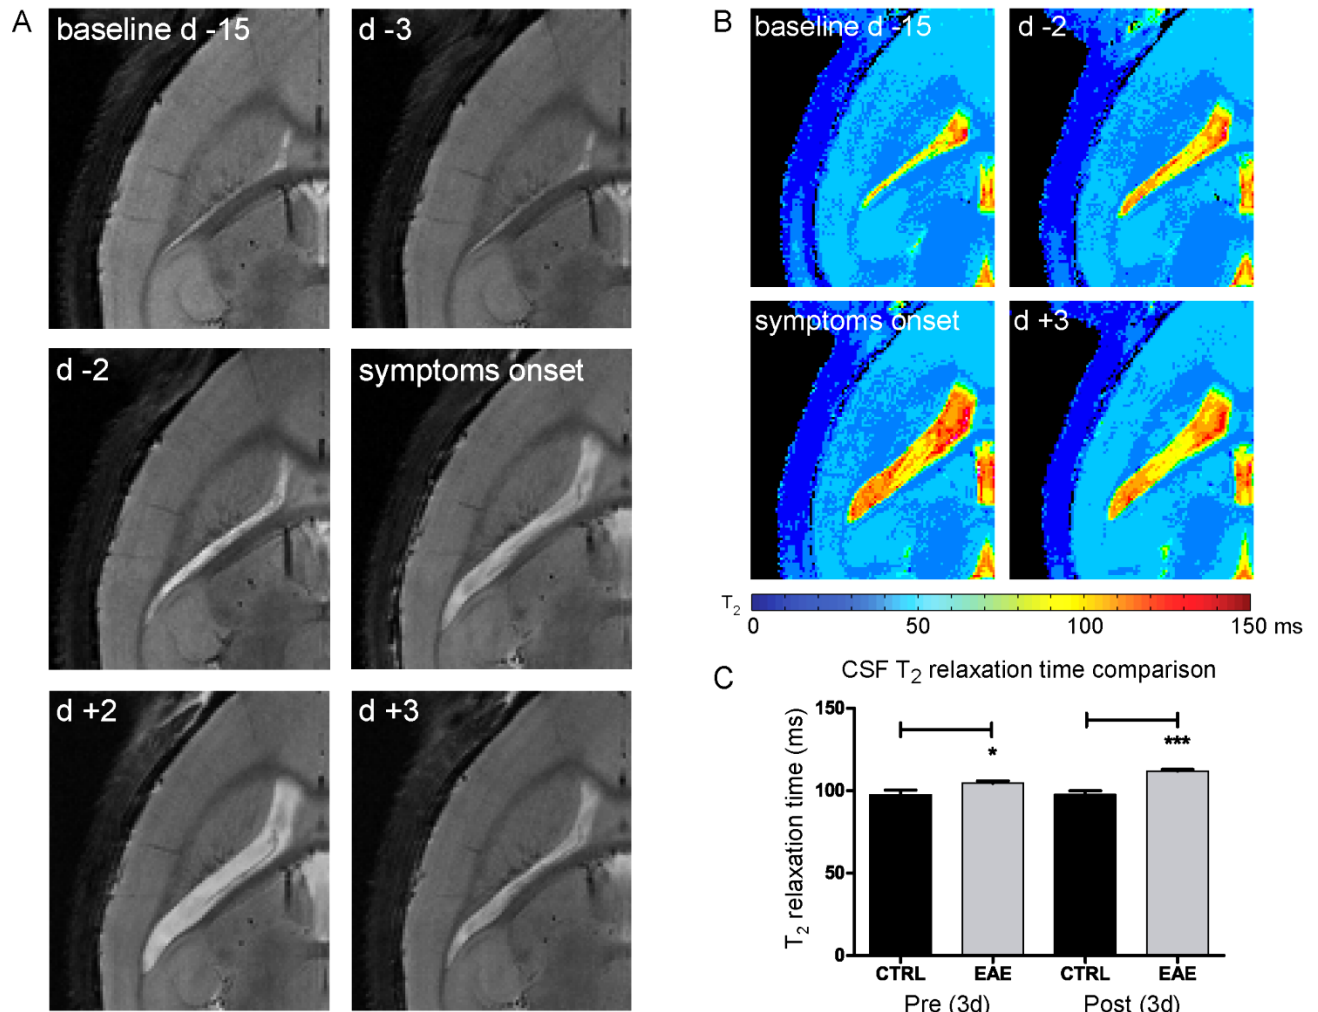 A
baseline d -15
d -3
d -2
symptoms onset
d +2
d +3
B
baseline d -15
d -2
symptoms onset
d +3
T2
0 50 100 150 ms
C
CSF T2 relaxation time comparison
T2 relaxation time (ms)
150
100
50
0
*
***
CTRL EAE CTRL EAE
Pre (3d) Post (3d)